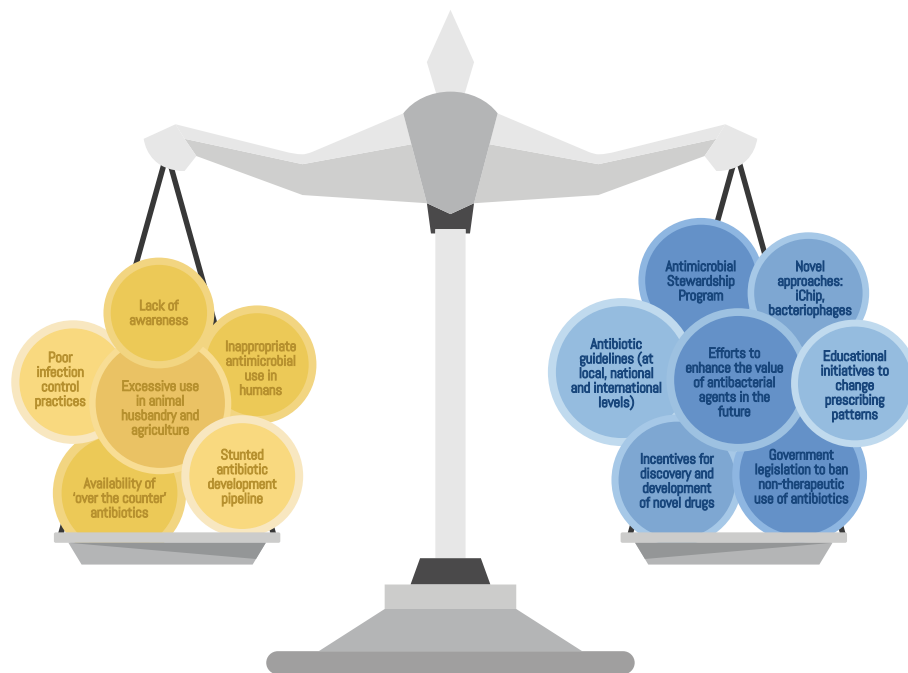 Lack of
awareness
Poor
infection
control
practices
Inappropriate
antimicrobial
use in
humans
Excessive use
in animal
husbandry and
agriculture
Availability of
‘over the counter’
antibiotics
Stunted
antibiotic
development
pipeline
Antimicrobial
Stewardship
Program
Novel
approaches:
iChip,
bacteriophages
Antibiotic
guidelines (at
local, national
and international
levels)
Efforts to
enhance the value
of antibacterial
agents in the
future
Educational
initiatives to
change
prescribing
patterns
Incentives for
discovery and
development
of novel drugs
Government
legislation to ban
non-therapeutic
use of antibiotics